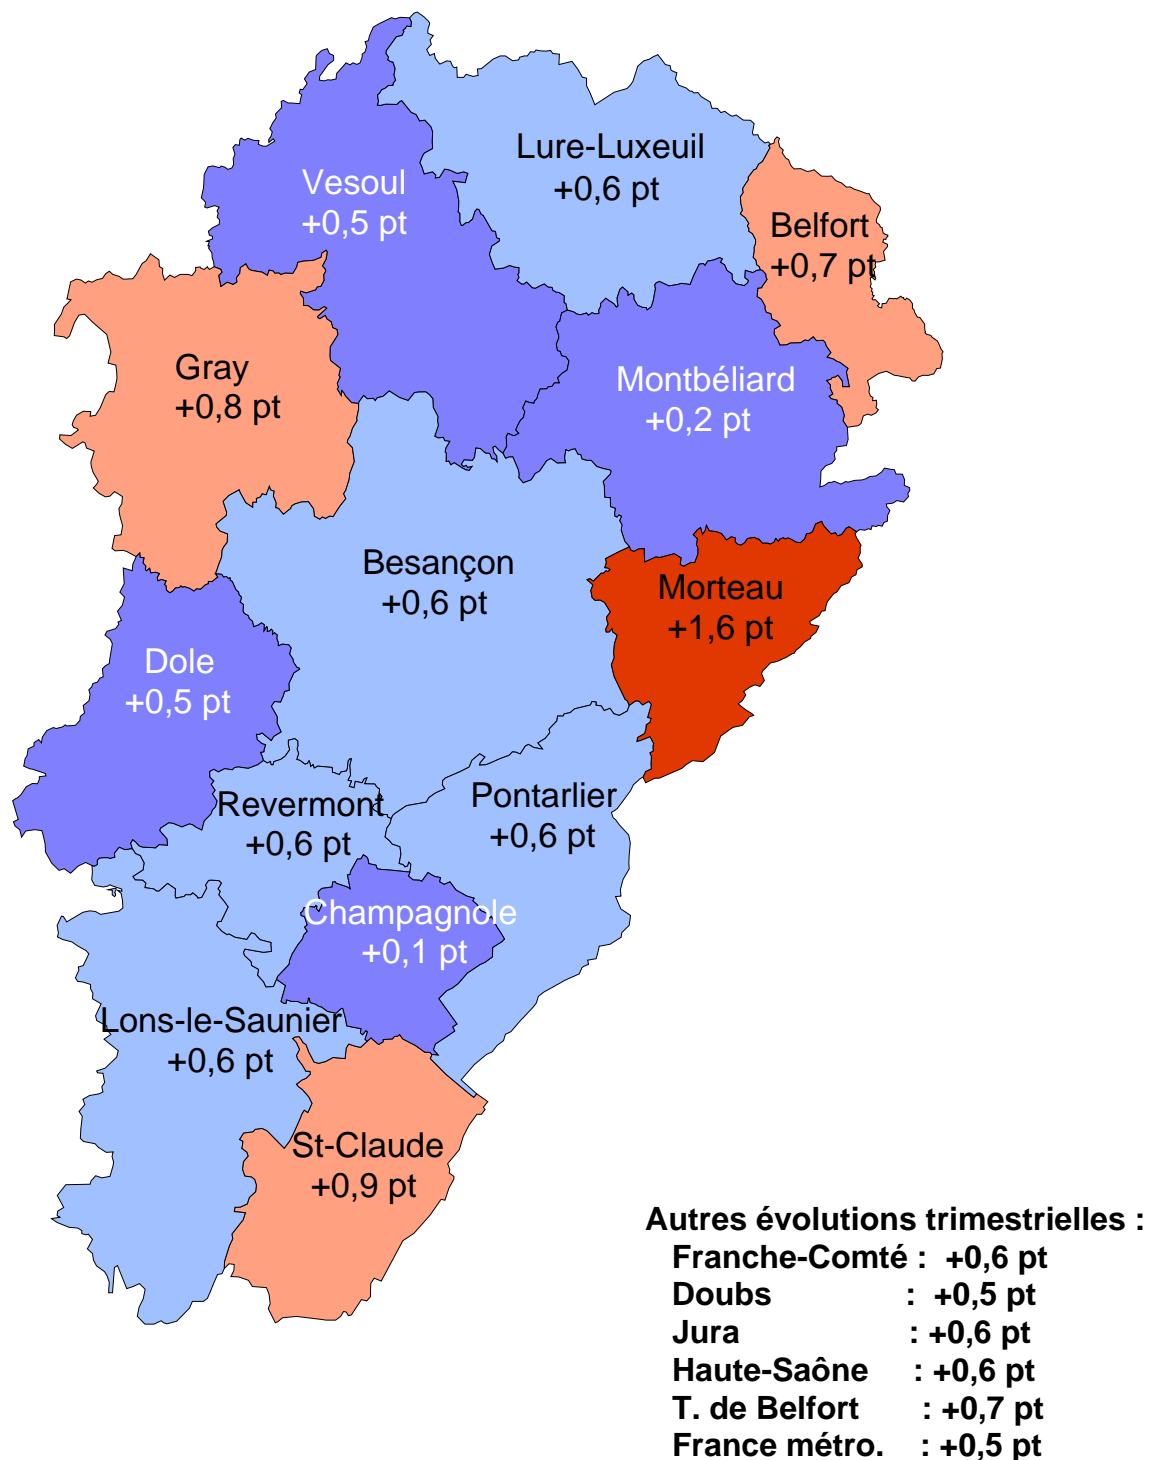 Lure-Luxeuil
+0,6 pt
Vesoul
+0,5 pt
Belfort
+0,7 pt
Gray
+0,8 pt
Montbéliard
+0,2 pt
Besançon
+0,6 pt
Morteau
+1,6 pt
Dole
+0,5 pt
Revermont
+0,6 pt
Pontarlier
+0,6 pt
Champagnole
+0,1 pt
Lons-le-Saunier
+0,6 pt
St-Claude
+0,9 pt
Autres évolutions trimestrielles :
Franche-Comté : +0,6 pt
Doubs : +0,5 pt
Jura : +0,6 pt
Haute-Saône : +0,6 pt
T. de Belfort : +0,7 pt
France métro. : +0,5 pt